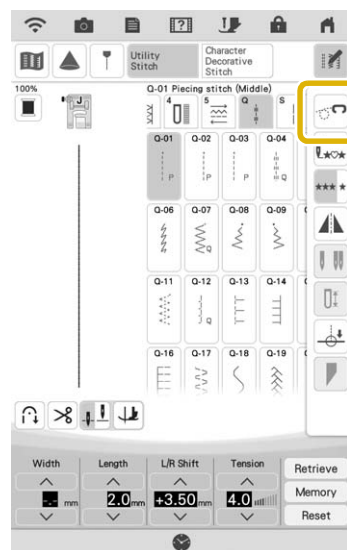 Utility
Stitch
Character
Decorative
Stitch
100%
Q-01 Piecing stitch (Middle)
J
4 5 Q S
Q-01 Q-02 Q-03 Q-04
P P P Q
Q-06 Q-07 Q-08 Q-09
Q
Q-11 Q-12 Q-13 Q-14
Q
Q-16 Q-17 Q-18 Q-19
Width Length L/R Shift Tension Retrieve
-.- mm 2.0 mm +3.50 mm 4.0 Memory
Reset